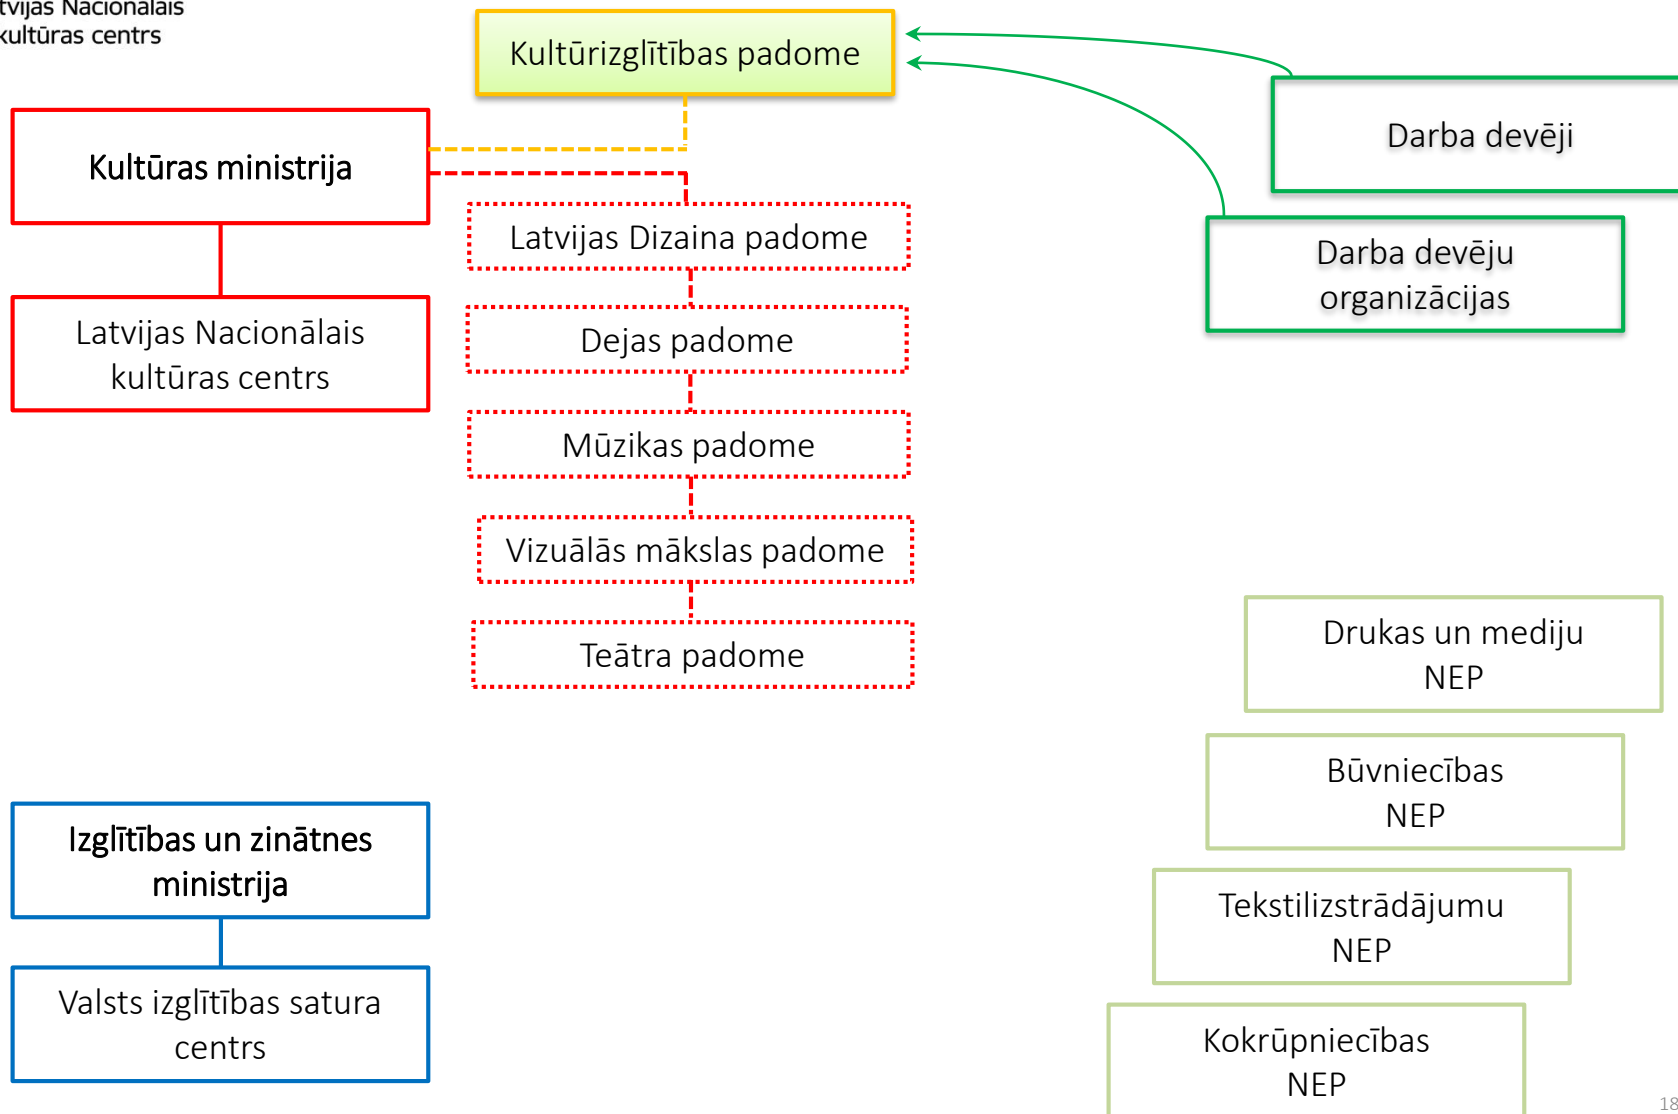 Nacionālais
kultūras centrs
Kultūrizglītības padome
Darba devēji
Kultūras ministrija
Latvijas Dizaina padome
Darba devēju
organizācijas
Latvijas Nacionālais
kultūras centrs
Dejas padome
Mūzikas padome
Vizuālās mākslas padome
Teātra padome
Drukas un mediju
NEP
Būvniecības
NEP
Izglītības un zinātnes
ministrija
Tekstilizstrādājumu
NEP
Valsts izglītības satura
centrs
Kokrūpniecības
NEP
18